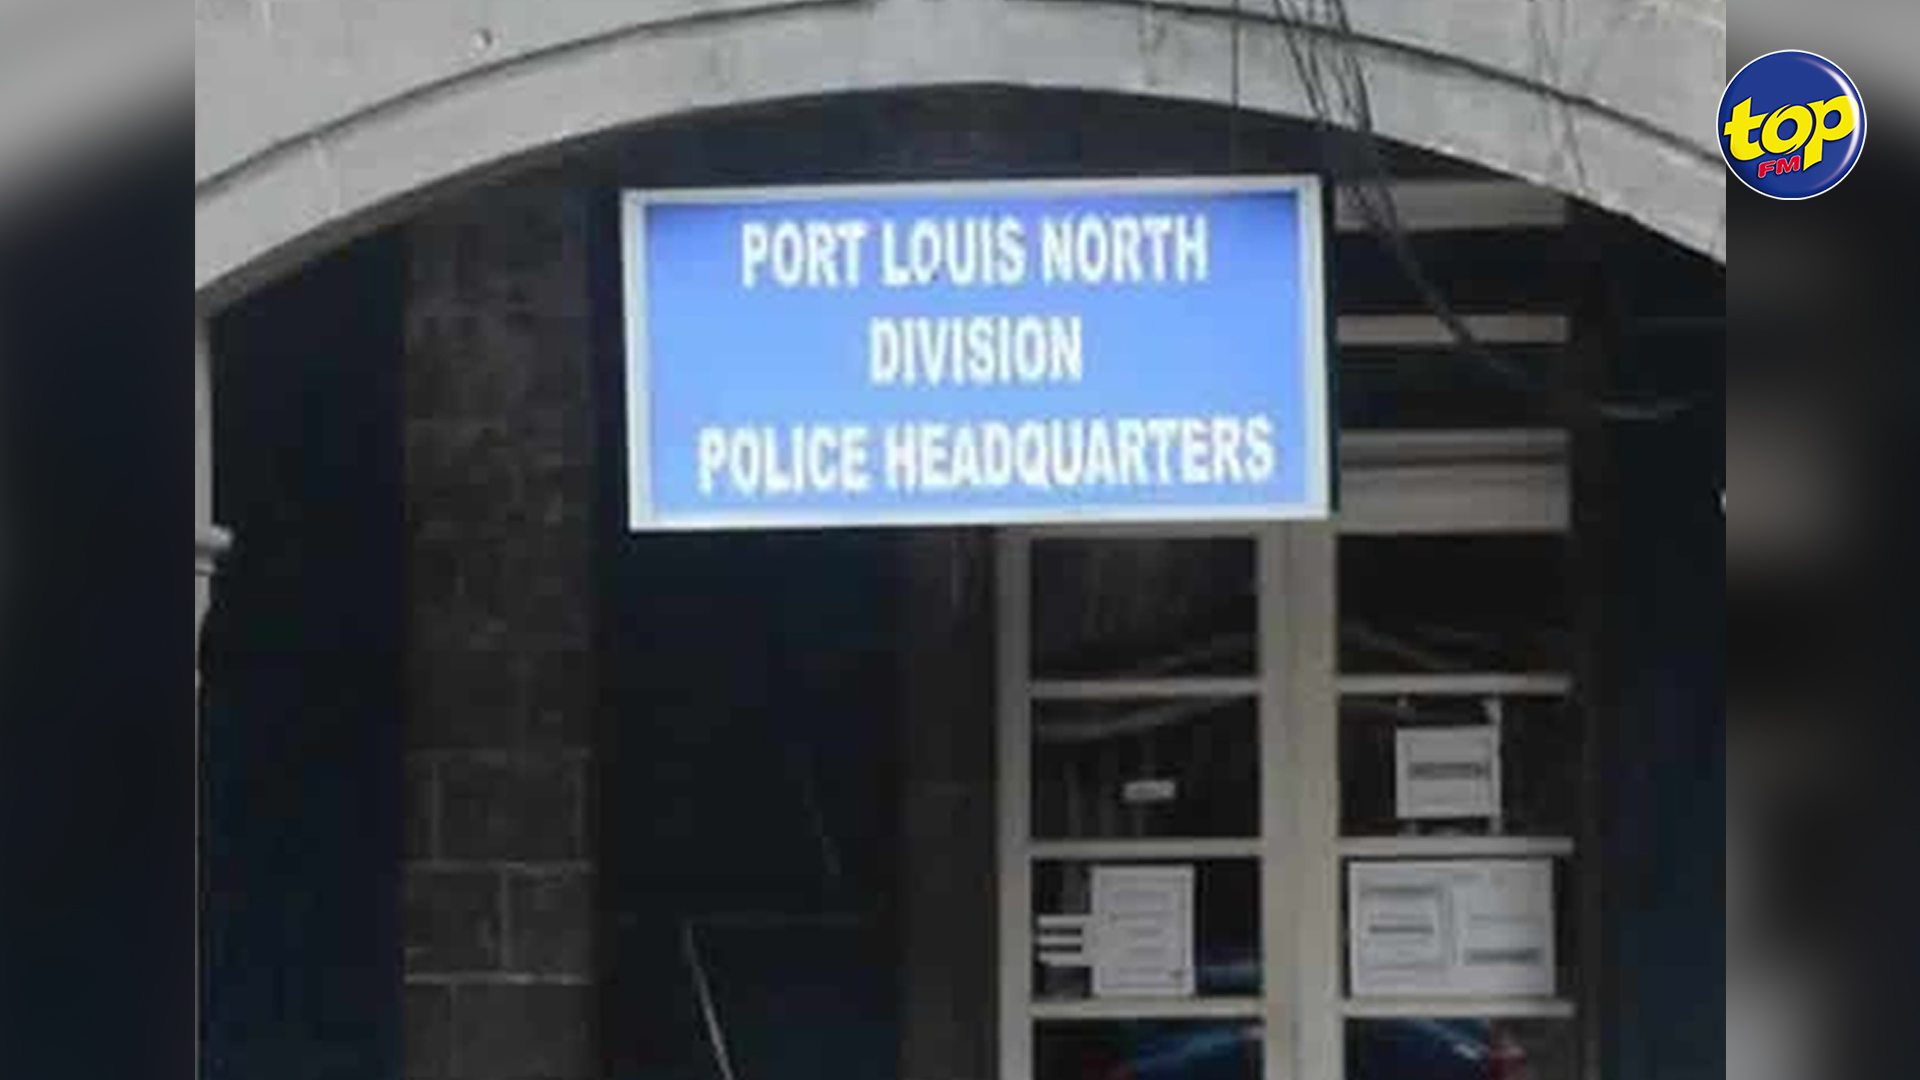 PORT LOUIS NORTH
DIVISION
POLICE HEADQUARTERS
top
FM